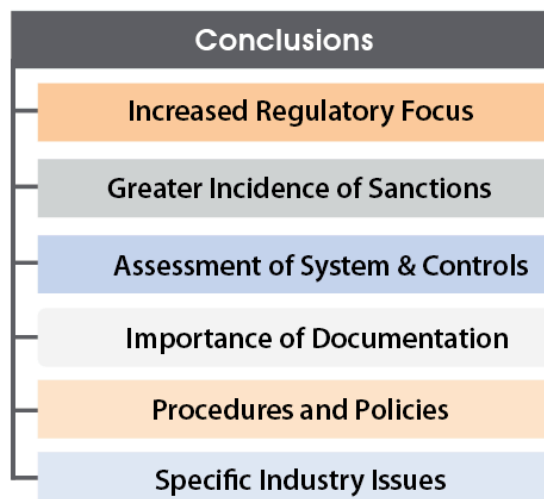 Conclusions
Increased Regulatory Focus
Greater Incidence of Sanctions
Assessment of System & Controls
Importance of Documentation
Procedures and Policies
Specific Industry Issues